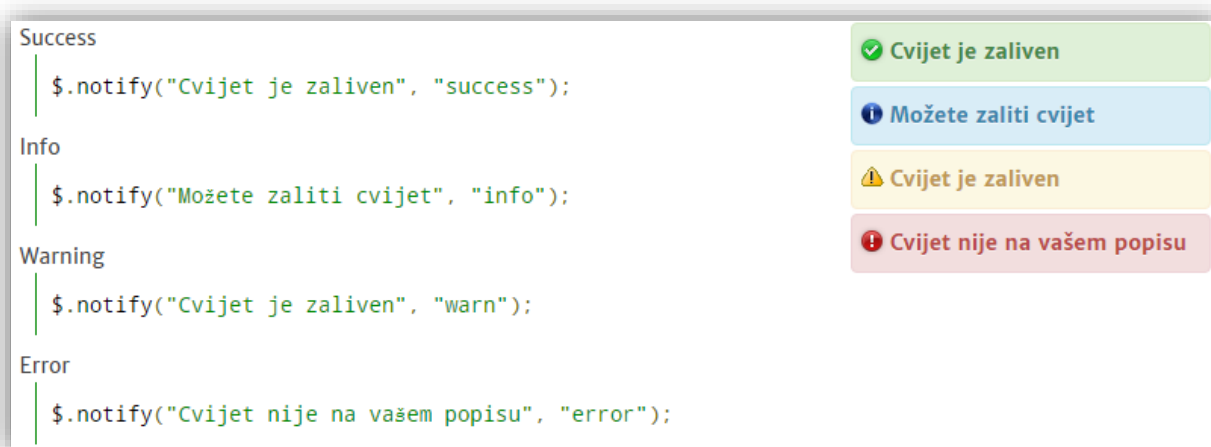 Success
$.notify("Cvijet je zaliven", "success");
Info
$.notify("Možete zaliti cvijet", "info");
Warning
$.notify("Cvijet je zaliven", "warn");
Error
$.notify("Cvijet nije na vašem popisu", "error");
Cvijet je zaliven
Možete zaliti cvijet
Cvijet je zaliven
Cvijet nije na vašem popisu